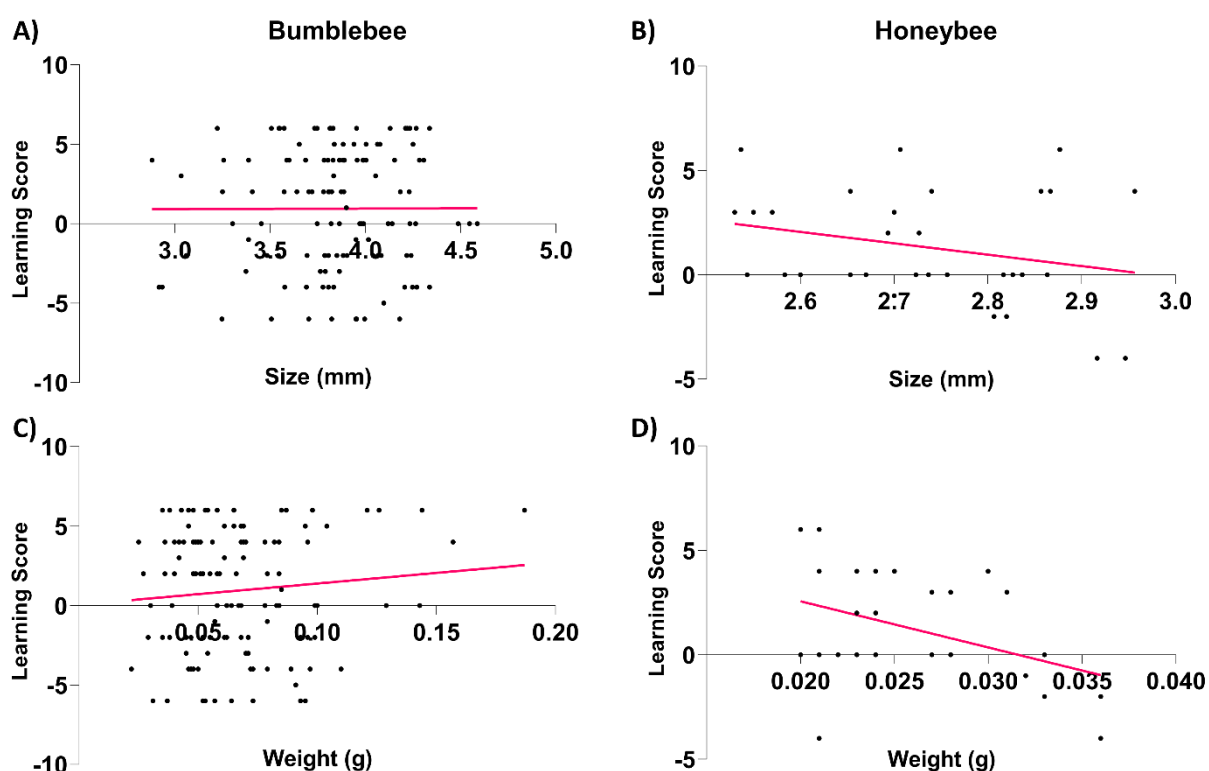 A) Bumblebee
10
5
0
-5
-10
Learning Score
3.0 3.5 4.0 4.5 5.0
Size (mm)
B) Honeybee
10
5
0
-5
Learning Score
2.6 2.7 2.8 2.9 3.0
Size (mm)
C)
10
5
0
-5
-10
Learning Score
0.05 0.10 0.15 0.20
Weight (g)
D)
10
5
0
-5
Learning Score
0.020 0.025 0.030 0.035 0.040
Weight (g)